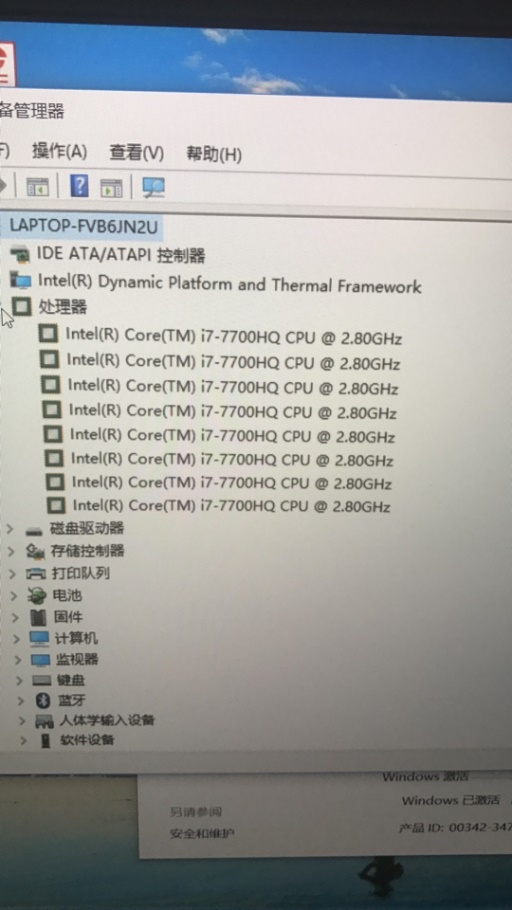 备管理器
F) 操作(A) 查看(V) 帮助(H)
LAPTOP-FVB6JN2U
IDE ATA/ATAPI 控制器
Intel(R) Dynamic Platform and Thermal Framework
处理器
Intel(R) Core(TM) i7-7700HQ CPU @ 2.80GHz
Intel(R) Core(TM) i7-7700HQ CPU @ 2.80GHz
Intel(R) Core(TM) i7-7700HQ CPU @ 2.80GHz
Intel(R) Core(TM) i7-7700HQ CPU @ 2.80GHz
Intel(R) Core(TM) i7-7700HQ CPU @ 2.80GHz
Intel(R) Core(TM) i7-7700HQ CPU @ 2.80GHz
Intel(R) Core(TM) i7-7700HQ CPU @ 2.80GHz
Intel(R) Core(TM) i7-7700HQ CPU @ 2.80GHz
磁盘驱动器
存储控制器
打印队列
电池
固件
计算机
监视器
键盘
蓝牙
人体学输入设备
软件设备
Windows 激活
Windows 已激活
另请参阅
安全和维护
产品 ID: 00342-347